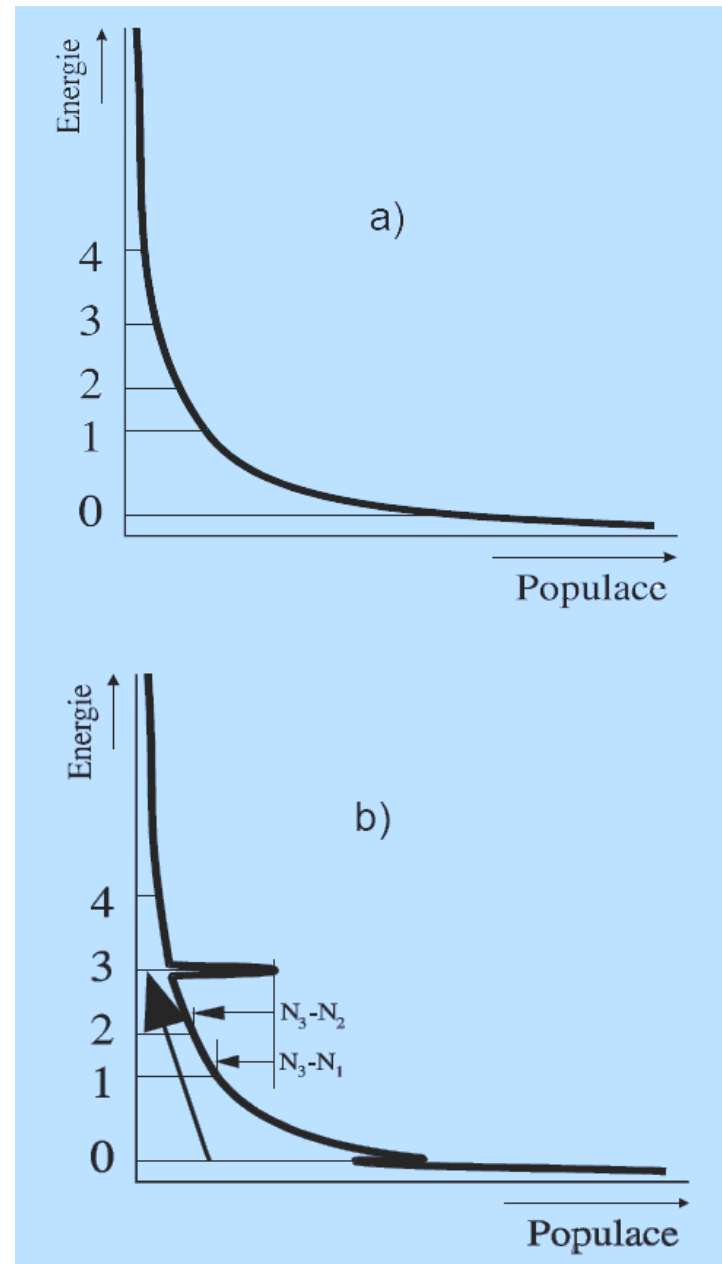 Energie
a)
4
3
2
1
0
Populace
Energie
b)
4
3
N₃-N₂
2
N₃-N₁
1
0
Populace